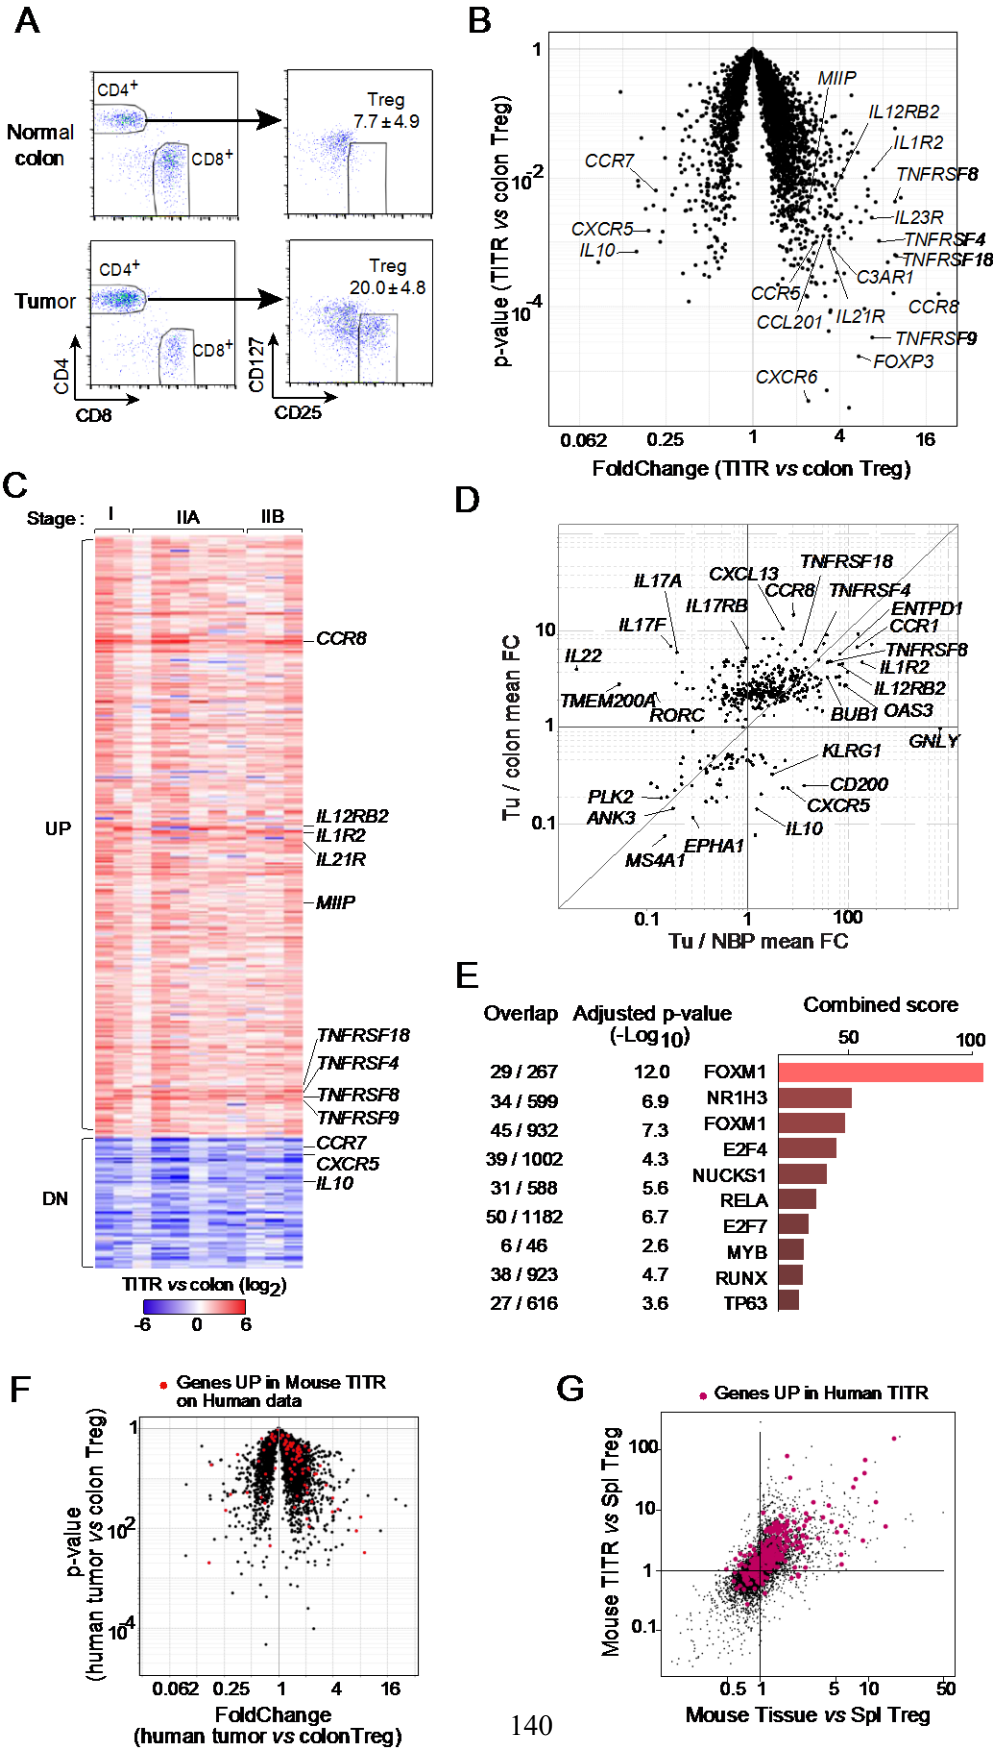 A
Normal
colon
CD4+
CD8+
Treg
7.7±4.9
Tumor
CD4+
CD8+
Treg
20.0±4.8
CD4
CD8
CD127
CD25
B
p-value (TITR vs colon Treg)
1
10-2
10-4
MIIP
IL12RB2
IL1R2
TNFRSF8
CCR7
IL23R
CXCR5
TNFRSF4
IL10
TNFRSF18
C3AR1
CCR5
CCR8
CCL201
IL21R
TNFRSF9
FOXP3
CXCR6
0.062 0.25 1 4 16
FoldChange (TITR vs colon Treg)
C
Stage : I IIA IIB
UP
CCR8
IL12RB2
IL1R2
IL21R
MIIP
TNFRSF18
TNFRSF4
TNFRSF8
TNFRSF9
DN
CCR7
CXCR5
IL10
TITR vs colon (log2)
-6 0 6
D
Tu / colon mean FC
10
1
0.1
TNFRSF18
CXCL13
IL17A
CCR8
TNFRSF4
IL17RB
ENTPD1
IL17F
CCR1
TNFRSF8
IL22
IL1R2
IL12RB2
TMEM200A
RORC
BUB1
OAS3
GNLY
KLRG1
CD200
PLK2
CXCR5
ANK3
IL10
EPHA1
MS4A1
0.1 1 100
Tu / NBP mean FC
E
Overlap Adjusted p-value (-Log 10) Combined score
50 100
29 / 267 12.0 FOXM1
34 / 599 6.9 NR1H3
45 / 932 7.3 FOXM1
39 / 1002 4.3 E2F4
31 / 588 5.6 NUCKS1
50 / 1182 6.7 RELA
6 / 46 2.6 E2F7
38 / 923 4.7 MYB
27 / 616 3.6 RUNX
TP63
F
Genes UP in Mouse TITR
on Human data
p-value
(human tumor vs colon Treg)
1
10-2
10-4
0.062 0.25 1 4 16
FoldChange
(human tumor vs colonTreg)
G
Genes UP in Human TITR
Mouse TITR vs Spl Treg
100
10
1
0.1
0.5 1 5 10 50
Mouse Tissue vs Spl Treg
140